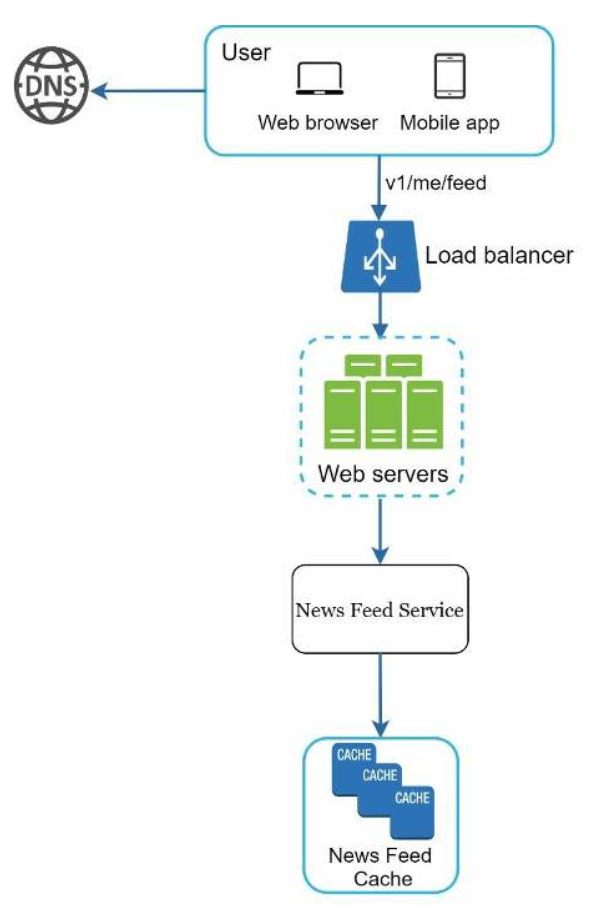 User
DNS
Web browser
Mobile app
v1/me/feed
Load balancer
Web servers
News Feed Service
CACHE
CACHE
CACHE
News Feed
Cache